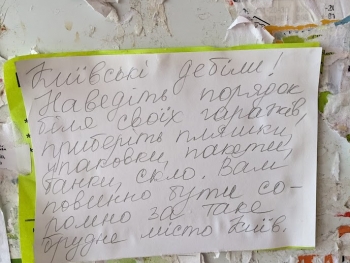 Київські дебіли!
Наведіть порядок
біля своїх гаражів,
приберіть пляшки,
упаковки, пакети,
банки, скло. Вам
повинно бути со-
ромно за таке
брудне місто Київ.